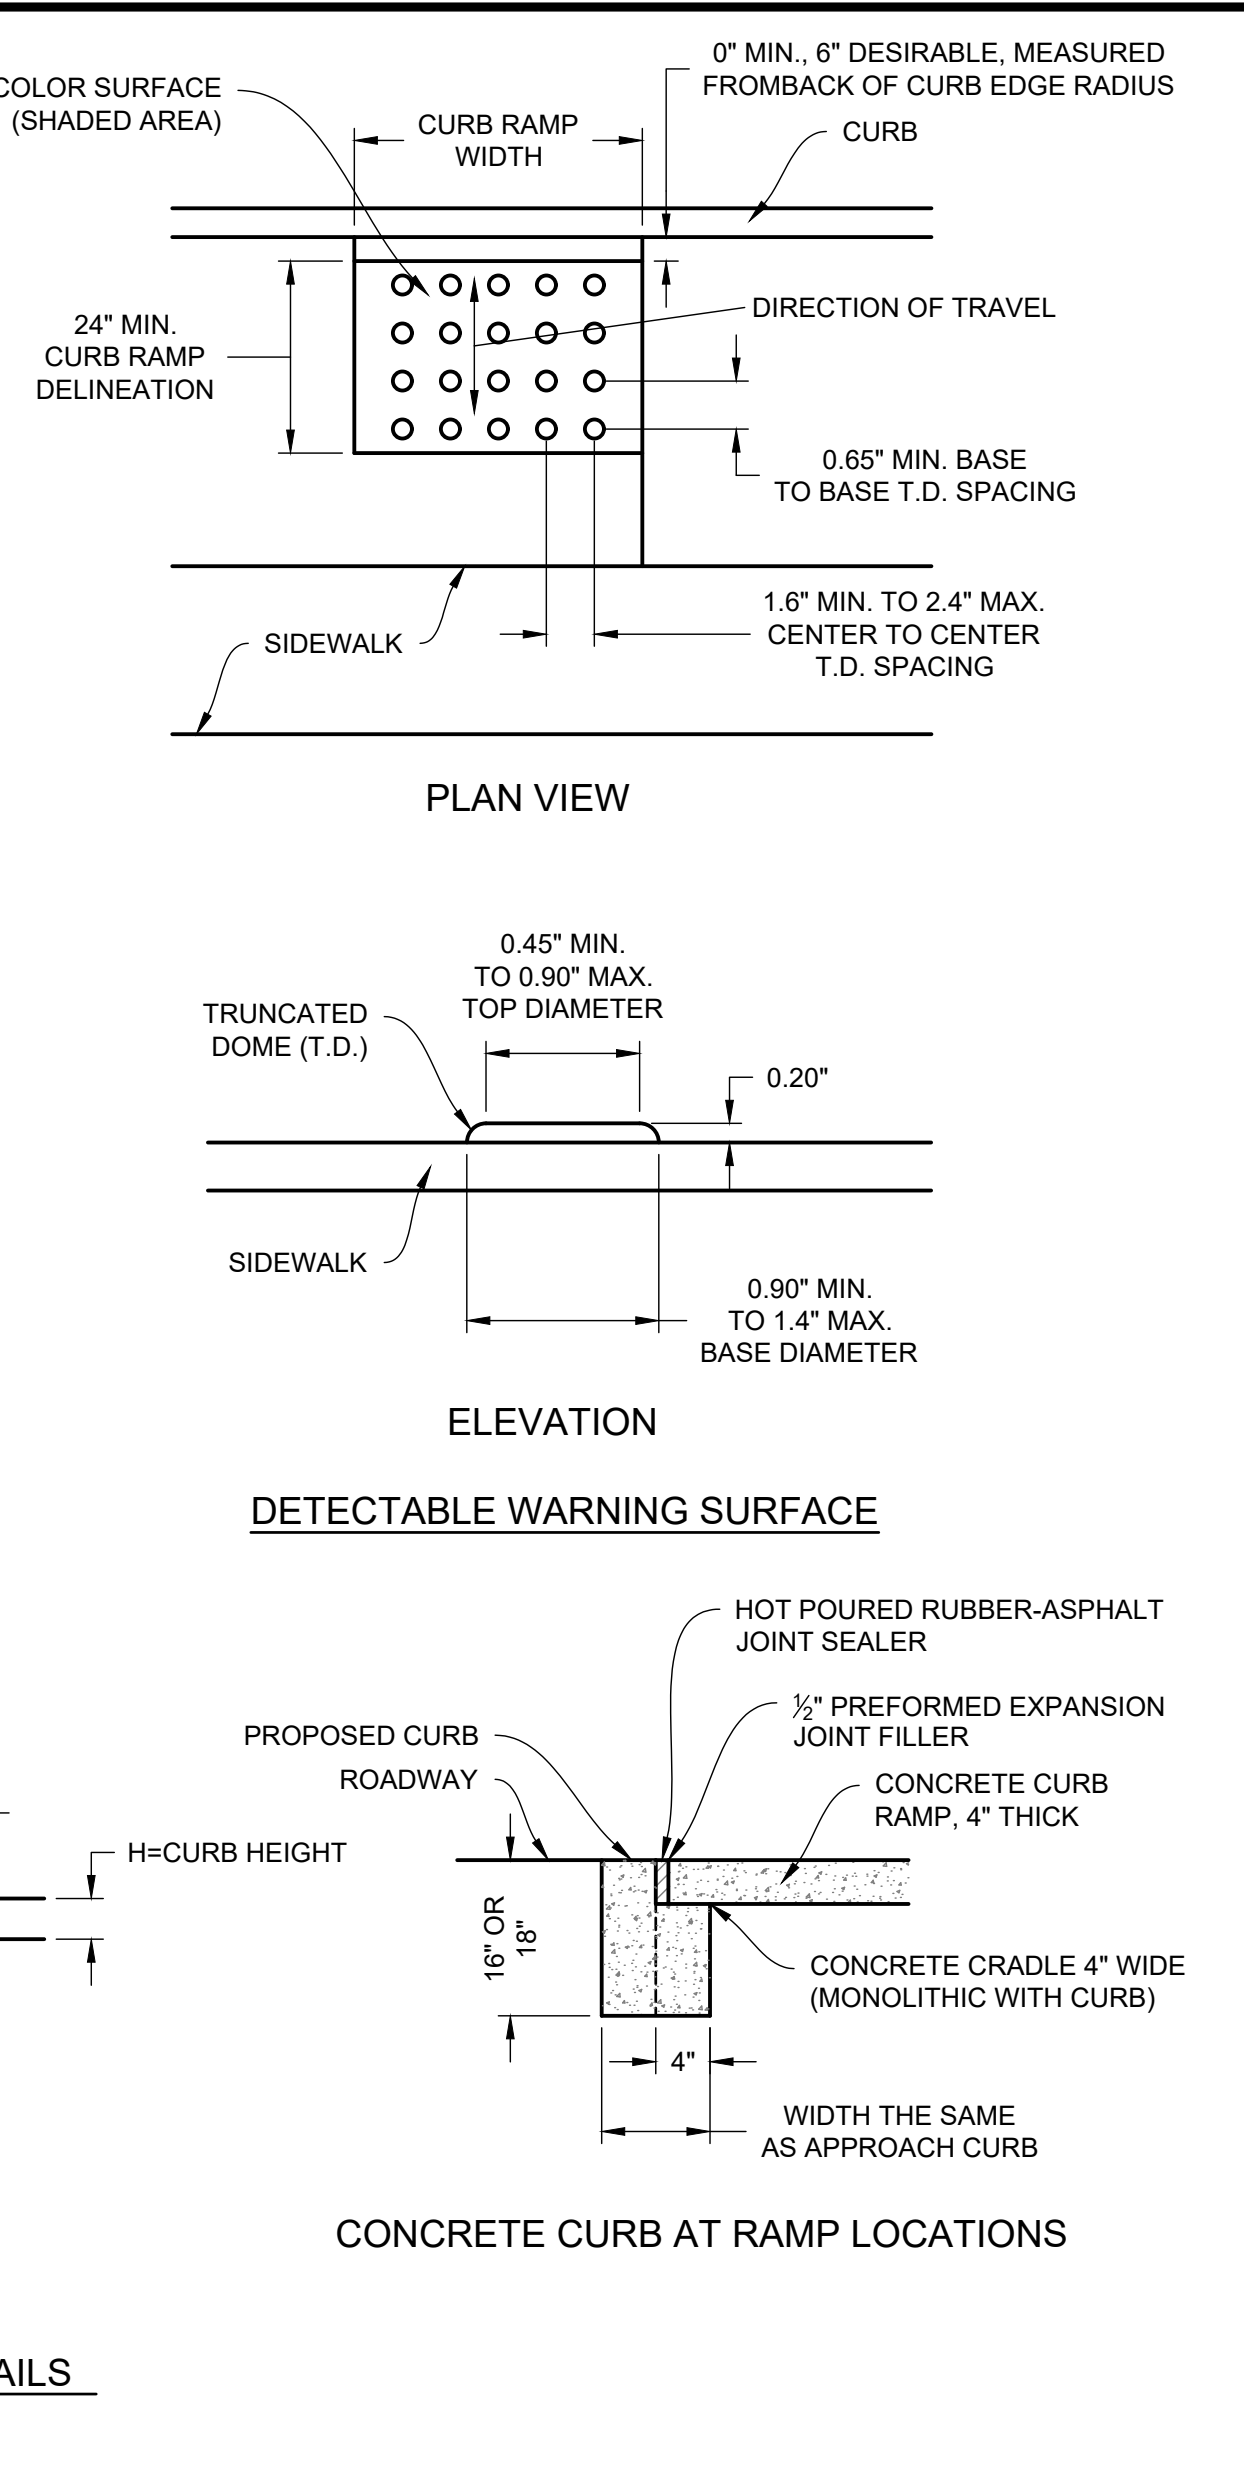 0" MIN., 6" DESIRABLE, MEASURED
FROMBACK OF CURB EDGE RADIUS
COLOR SURFACE
(SHADED AREA)
CURB RAMP
WIDTH
CURB
24" MIN.
CURB RAMP
DELINEATION
DIRECTION OF TRAVEL
0.65" MIN. BASE
TO BASE T.D. SPACING
1.6" MIN. TO 2.4" MAX.
CENTER TO CENTER
T.D. SPACING
SIDEWALK
PLAN VIEW
0.45" MIN.
TO 0.90" MAX.
TOP DIAMETER
TRUNCATED
DOME (T.D.)
0.20"
SIDEWALK
0.90" MIN.
TO 1.4" MAX.
BASE DIAMETER
ELEVATION
DETECTABLE WARNING SURFACE
HOT POURED RUBBER-ASPHALT
JOINT SEALER
½" PREFORMED EXPANSION
JOINT FILLER
PROPOSED CURB
ROADWAY
CONCRETE CURB
RAMP, 4" THICK
H=CURB HEIGHT
16" OR
18"
CONCRETE CRADLE 4" WIDE
(MONOLITHIC WITH CURB)
4"
WIDTH THE SAME
AS APPROACH CURB
CONCRETE CURB AT RAMP LOCATIONS
AILS